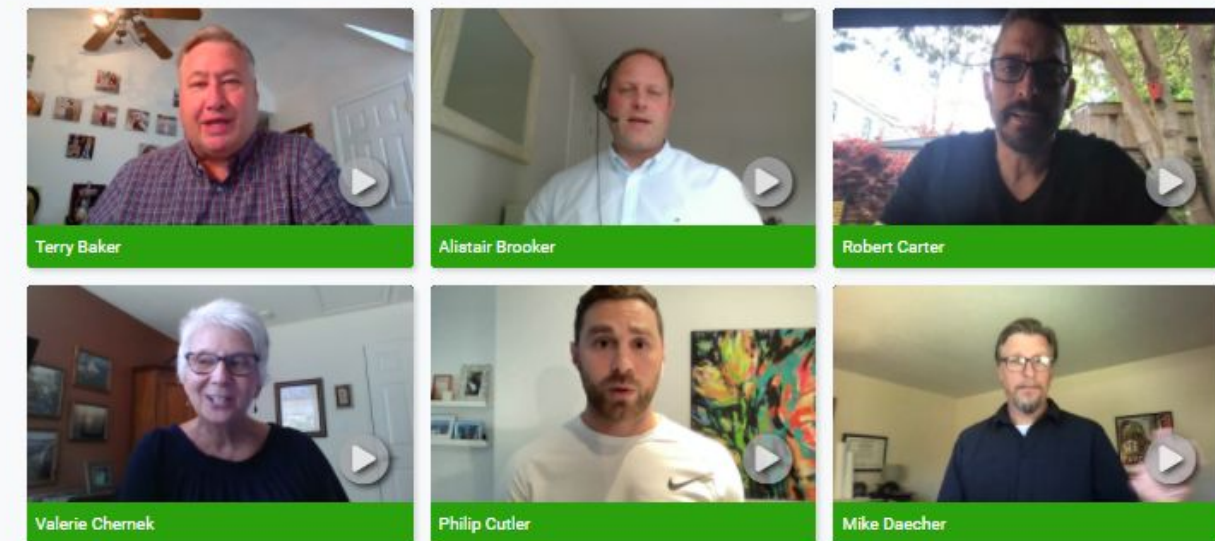 Terry Baker
Alistair Brooker
Robert Carter
Valerie Chernek
Philip Cutler
Mike Daecher